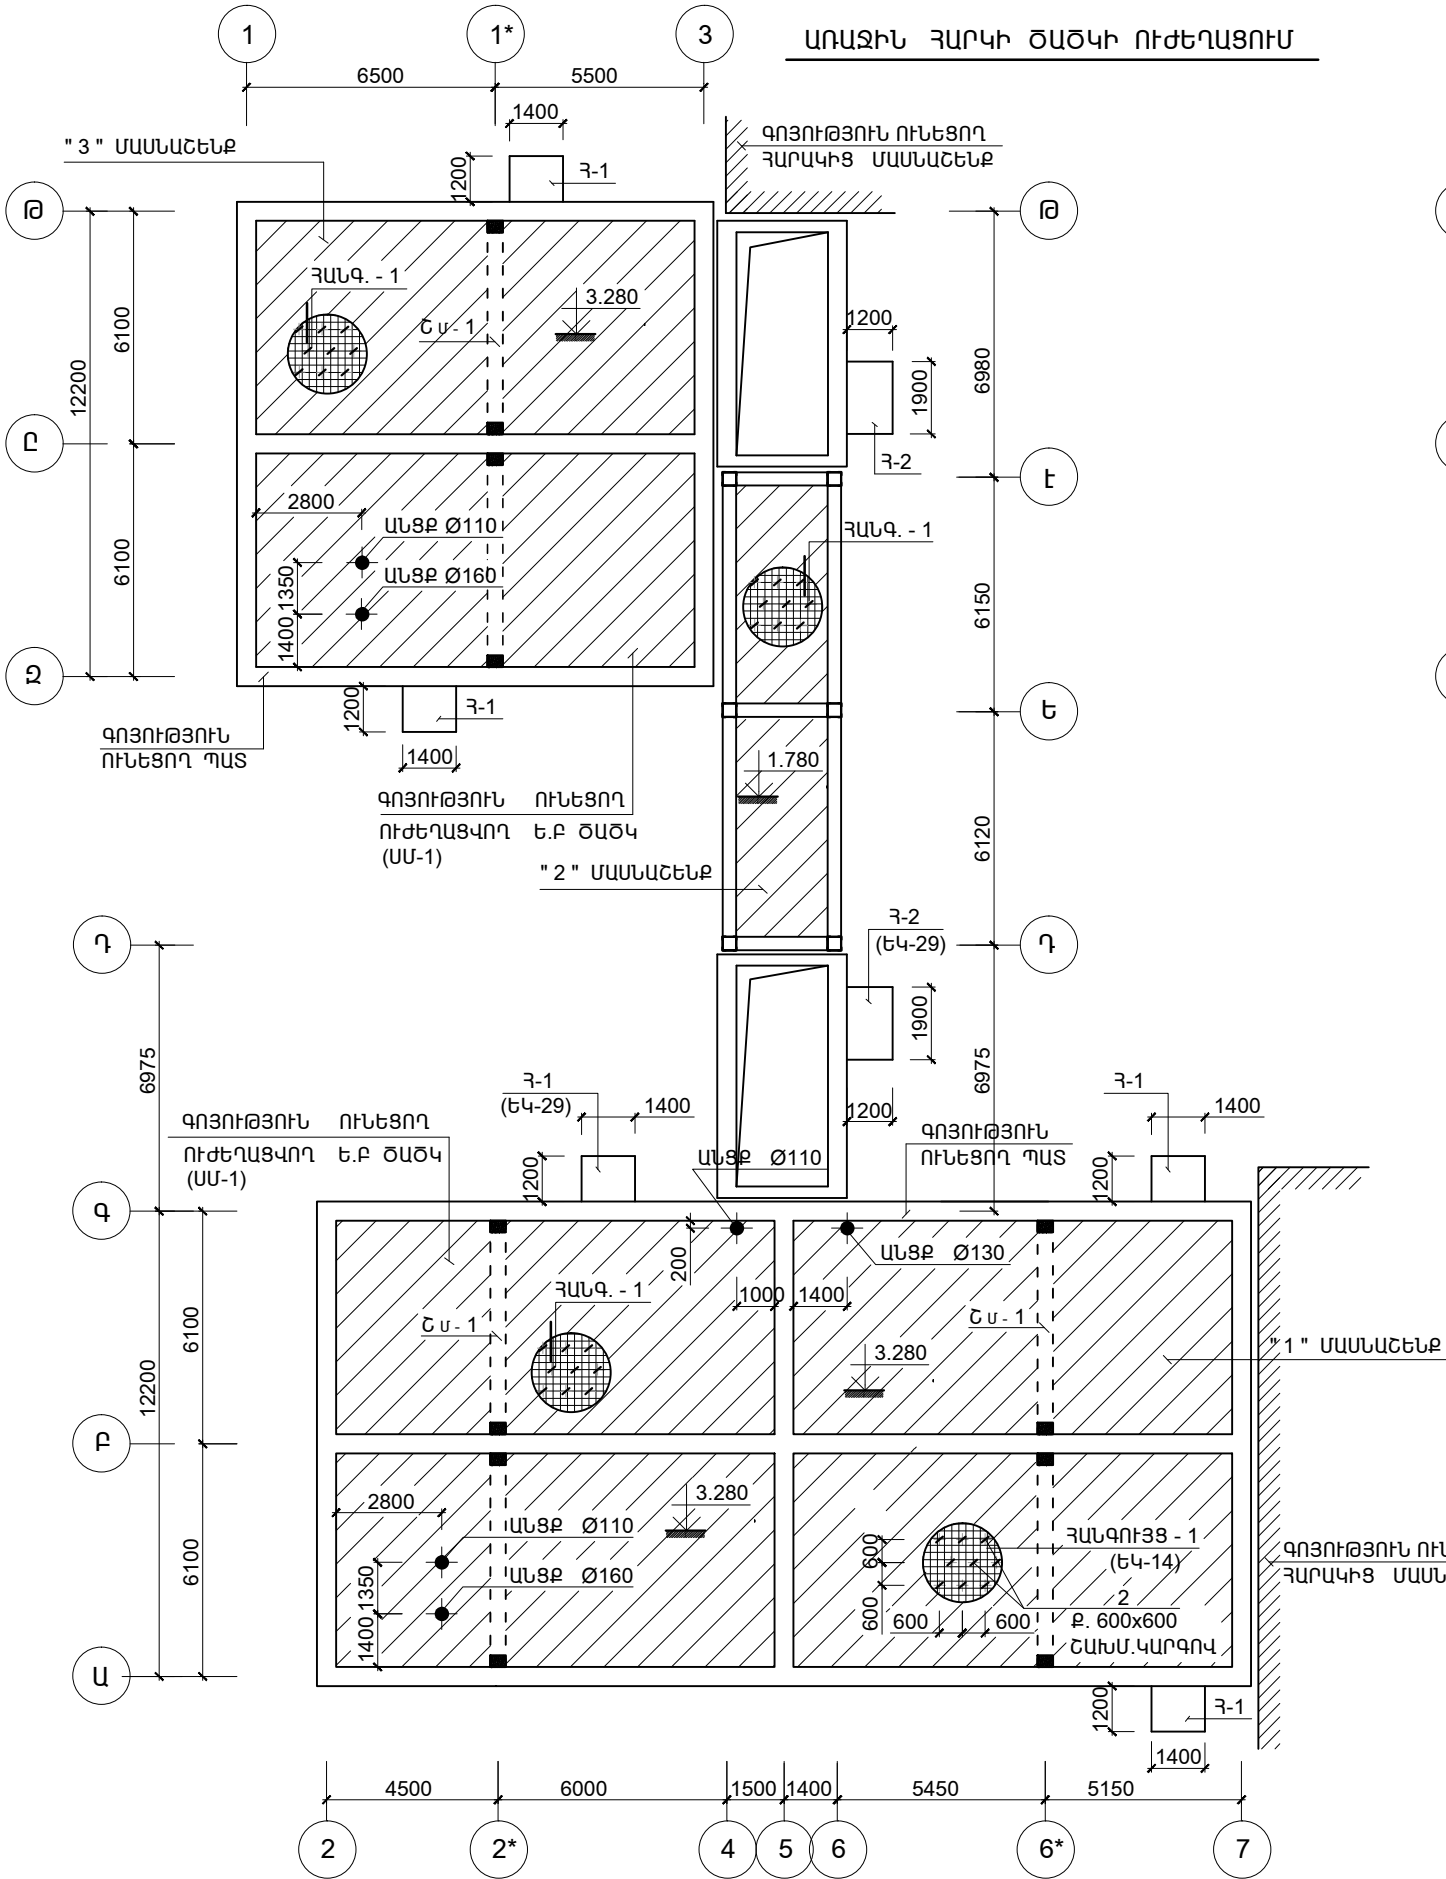 1
1*
3
ԱՌԱՋԻՆ ՀԱՐԿԻ ԾԱԾԿԻ ՈՒԺԵՂԱՑՈՒՄ
6500
5500
1400
" 3 " ՄԱՍՆԱՇԵՆՔ
ԳՈՅՈՒԹՅՈՒՆ ՈՒՆԵՑՈՂ
ՀԱՐԱԿԻՑ ՄԱՍՆԱՇԵՆՔ
1200
Հ-1
Թ
Թ
ՀԱՆԳ. - 1
3.280
Շ մ - 1
1200
6100
12200
6980
1900
Ը
Հ-2
Է
2800
ԱՆՑՔ Ø110
ՀԱՆԳ. - 1
6100
1350
ԱՆՑՔ Ø160
6150
1400
Զ
1200
Հ-1
Ե
ԳՈՅՈՒԹՅՈՒՆ
ՈՒՆԵՑՈՂ ՊԱՏ
1400
1.780
ԳՈՅՈՒԹՅՈՒՆ ՈՒՆԵՑՈՂ
ՈՒԺԵՂԱՑՎՈՂ Ե.Բ ԾԱԾԿ
(ՍՄ-1)
6120
" 2 " ՄԱՍՆԱՇԵՆՔ
Դ
Հ-2
(ԵԿ-29)
Դ
1900
6975
6975
Հ-1
(ԵԿ-29)
1400
1200
Հ-1
1400
ԳՈՅՈՒԹՅՈՒՆ ՈՒՆԵՑՈՂ
ՈՒԺԵՂԱՑՎՈՂ Ե.Բ ԾԱԾԿ
(ՍՄ-1)
ԳՈՅՈՒԹՅՈՒՆ
ՈՒՆԵՑՈՂ ՊԱՏ
ԱՆՑՔ Ø110
1200
1200
Գ
200
ԱՆՑՔ Ø130
ՀԱՆԳ. - 1
1000
1400
Շ մ - 1
Շ մ - 1
6100
3.280
" 1 " ՄԱՍՆԱՇԵՆՔ
12200
Բ
2800
3.280
ԱՆՑՔ Ø110
600
ՀԱՆԳՈՒՅՑ - 1
(ԵԿ-14)
ԳՈՅՈՒԹՅՈՒՆ
ՀԱՐԱԿԻՑ
6100
1350
ԱՆՑՔ Ø160
2
600
600
600
Ք. 600x600
ՇԱԽՄ.ԿԱՐԳՈՎ
1400
Ա
1200
Հ-1
1400
4500
6000
1500
1400
5450
5150
2
2*
4
5
6
6*
7